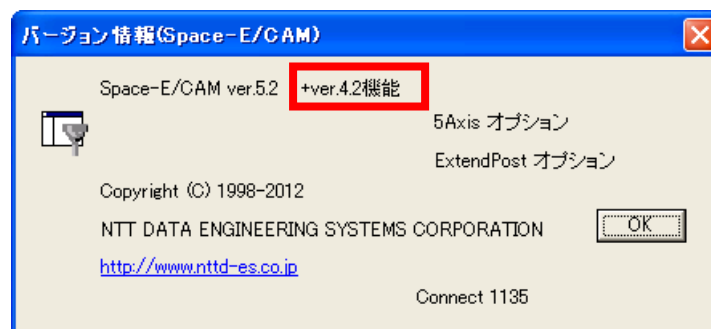 バージョン情報(Space-E/CAM)
Space-E/CAM ver.5.2 +ver.4.2機能
5Axis オプション
ExtendPost オプション
Copyright (C) 1998-2012
NTT DATA ENGINEERING SYSTEMS CORPORATION OK
http://www.nttd-es.co.jp
Connect 1135